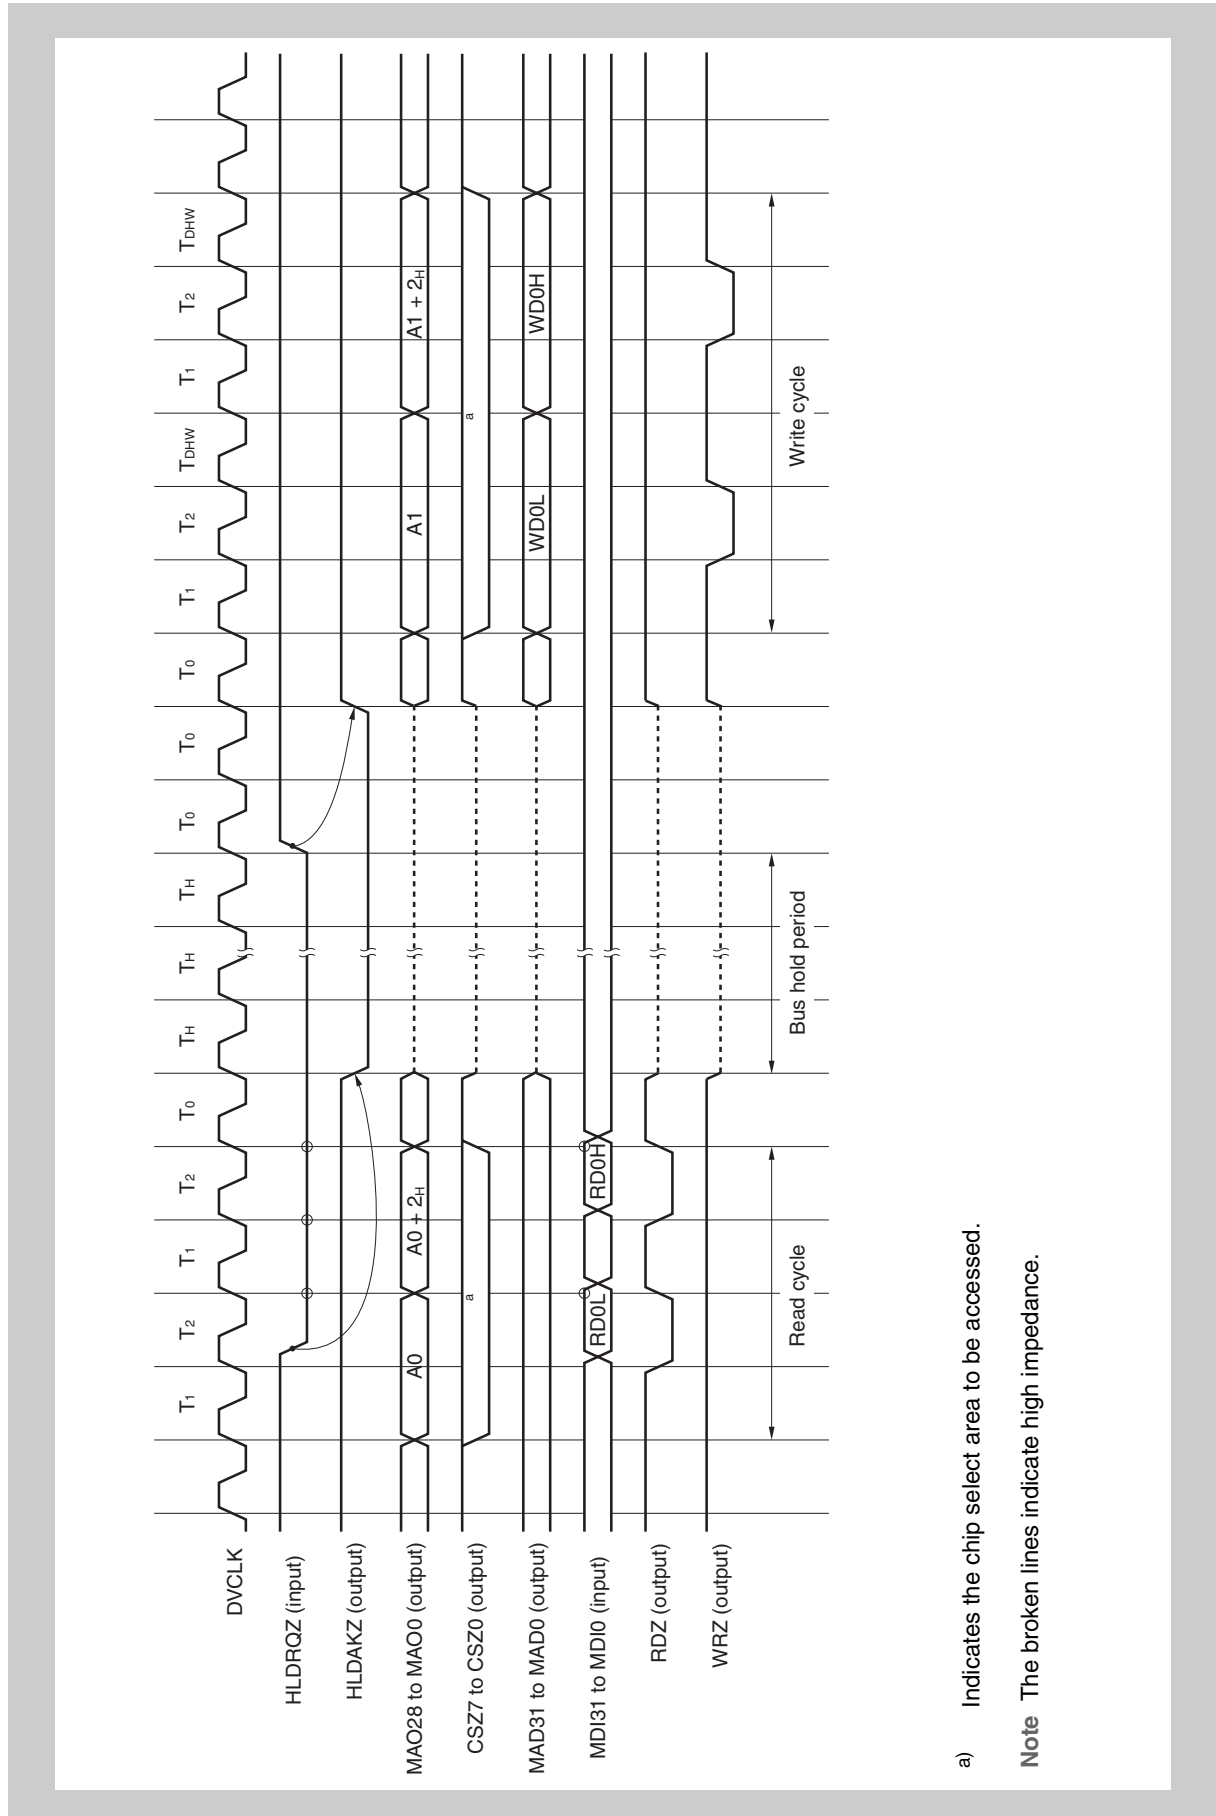 T1 T2 T1 T2 T0 TH TH TH T0 T0 T0 T1 T2 TDHW T1 T2 TDHW
DVCLK
HLDRQZ (input)
HLDAKZ (output)
MAO28 to MAO0 (output) A0 A0 + 2H A1 A1 + 2H
CSZ7 to CSZ0 (output) a a
MAD31 to MAD0 (output) WD0L WD0H
MDI31 to MDI0 (input) RD0L RD0H
RDZ (output)
WRZ (output)
Read cycle Bus hold period Write cycle
a) Indicates the chip select area to be accessed.
Note The broken lines indicate high impedance.